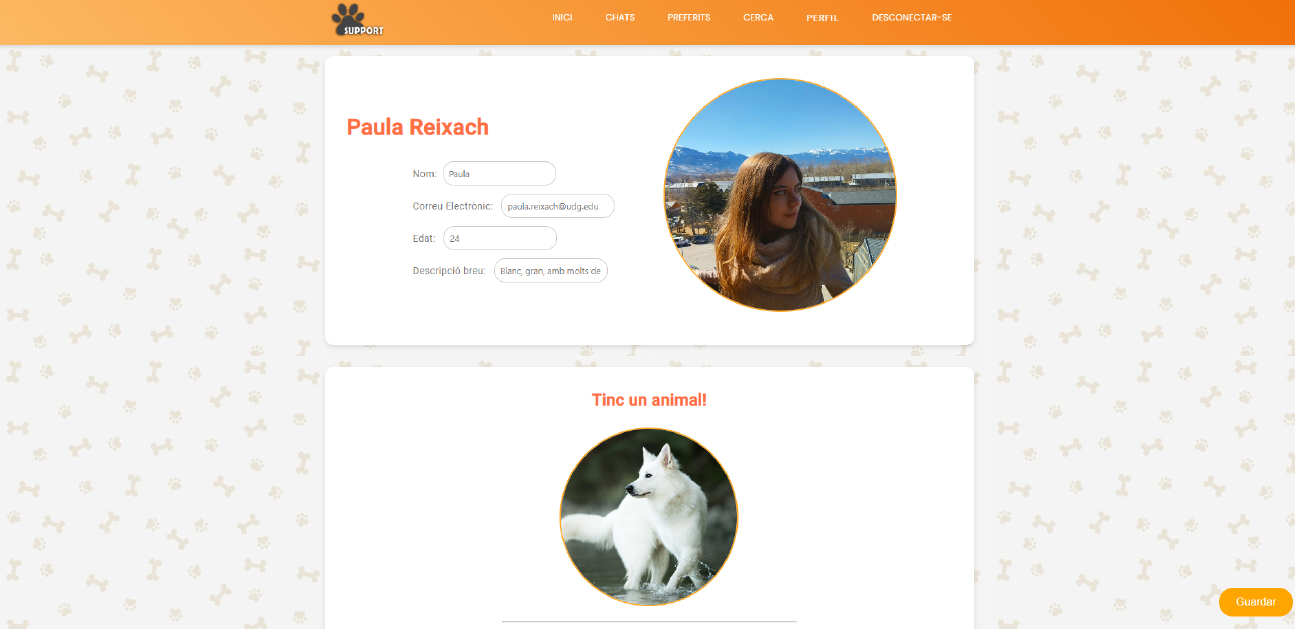 SUPPORT
INICI CHATS PREFERITS CERCA PERFIL DESCONECTAR-SE
Paula Reixach
Nom: Paula
Correu Electrònic: paula.reixach@udg.edu
Edat: 24
Descripció breu: Blanc, gran, amb molts de
Tinc un animal!
Guardar